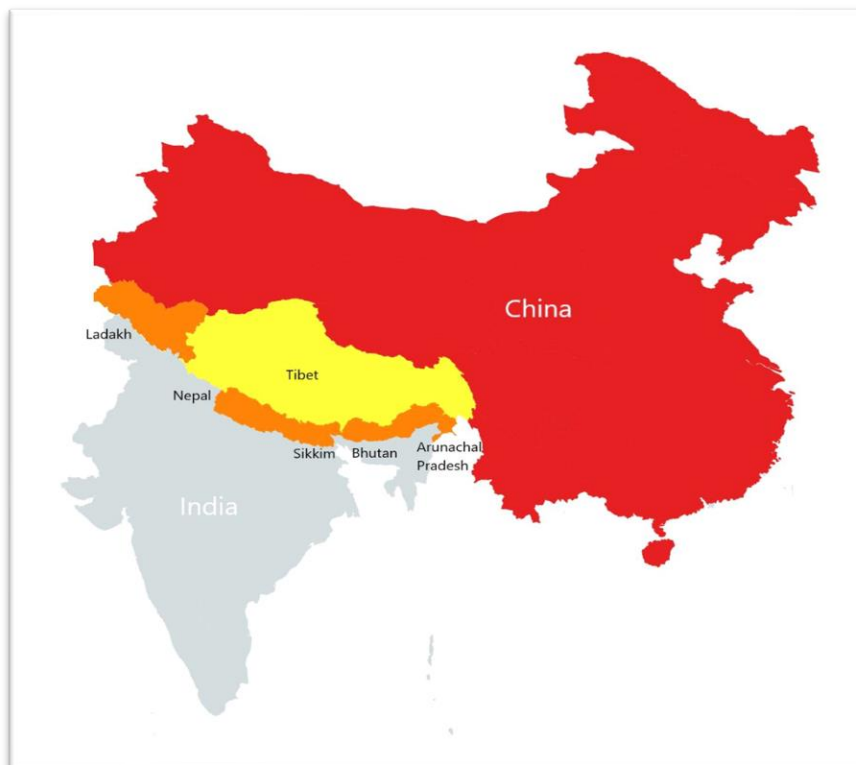 China
Ladakh
Tibet
Nepal
Sikkim
Bhutan
Arunachal
Pradesh
India